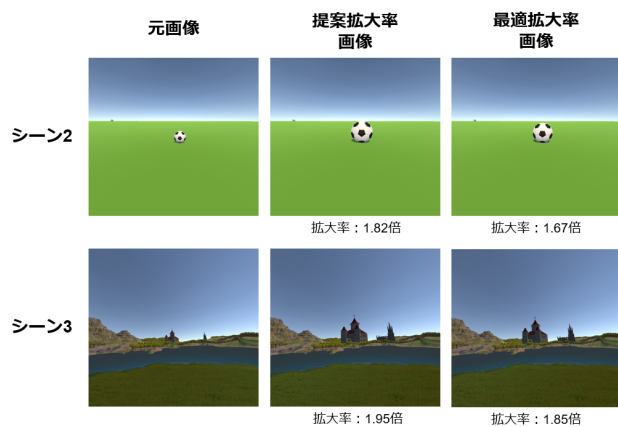 元画像
提案拡大率
画像
最適拡大率
画像
シーン2
拡大率：1.82倍
拡大率：1.67倍
シーン3
拡大率：1.95倍
拡大率：1.85倍